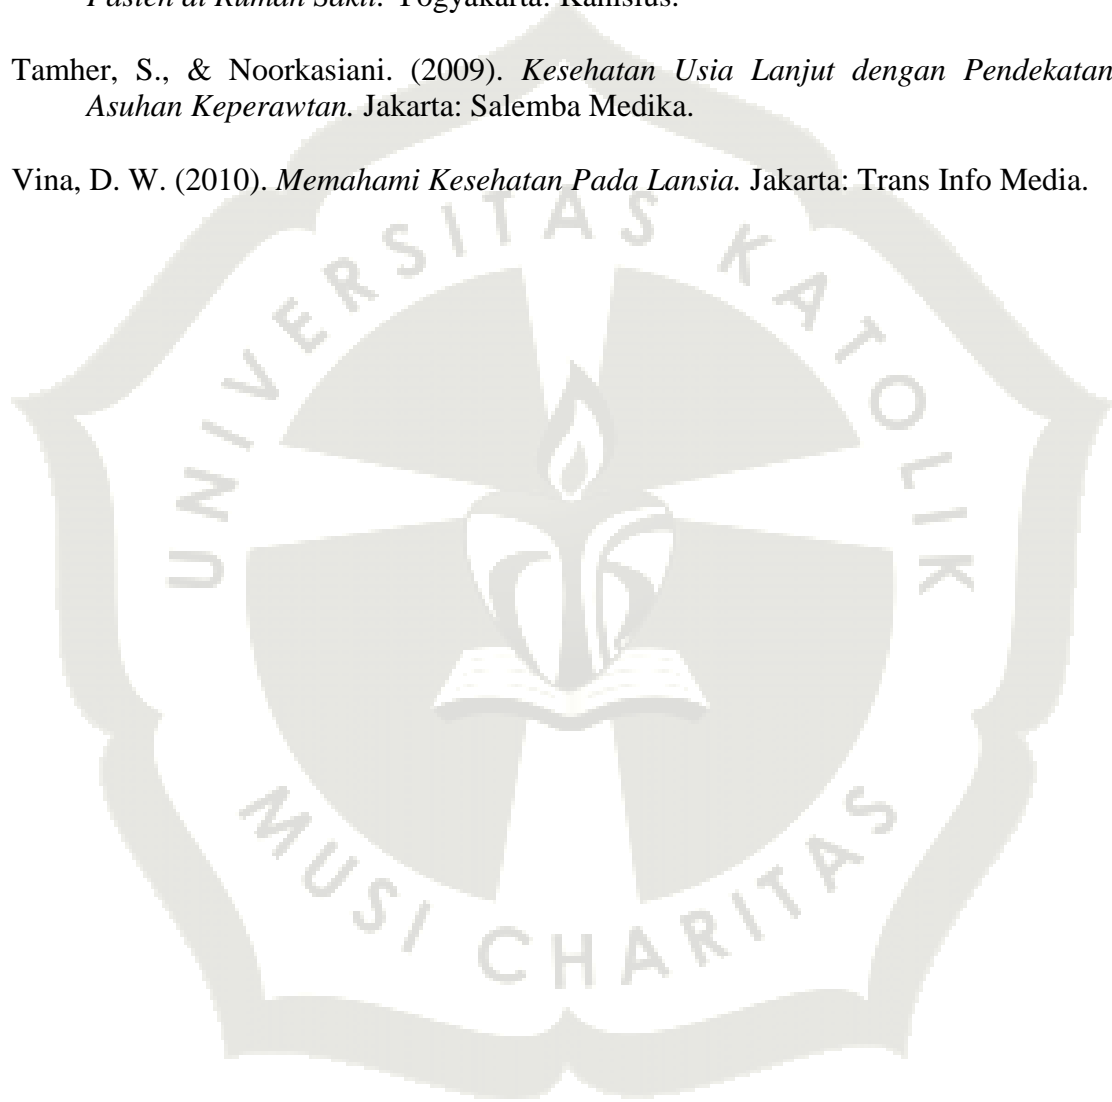 Pasien di Rumah Sakit. Yogyakarta: Kanisius.
Tamher, S., & Noorkasiani. (2009). Kesehatan Usia Lanjut dengan Pendekatan
Asuhan Keperawtan. Jakarta: Salemba Medika.
Vina, D. W. (2010). Memahami Kesehatan Pada Lansia. Jakarta: Trans Info Media.
UNIVERSITAS KATOLIK
MUSI CHARITAS